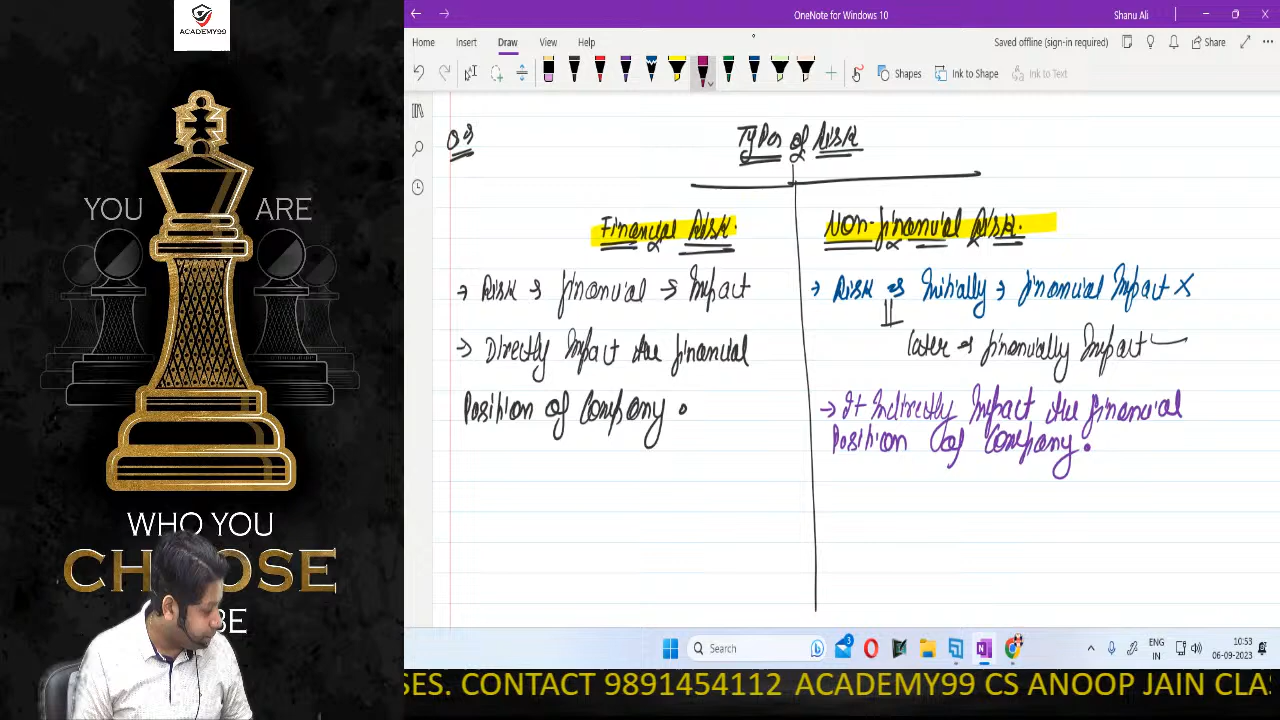 ACADEMY99
YOU ARE
WHO YOU
CHOOSE
BE
OneNote for Windows 10
Shanu Ali
Home Insert Draw View Help
Saved offline (sign-in required)
Share
Shapes
Ink to Shape
Ink to Text
Types of Risk
Financial Risk.
→ Risk → financial → Impact
→ Directly Impact the financial
Position of Company.
Non-financial Risk.
→ Risk → Initially → financial Impact X
Later → financially Impact
→ It Indirectly Impact the financial
Position of Company.
Search
3
ENG
IN
10:53
06-09-2023
SES. CONTACT 9891454112 ACADEMY99 CS ANOOP JAIN CLA